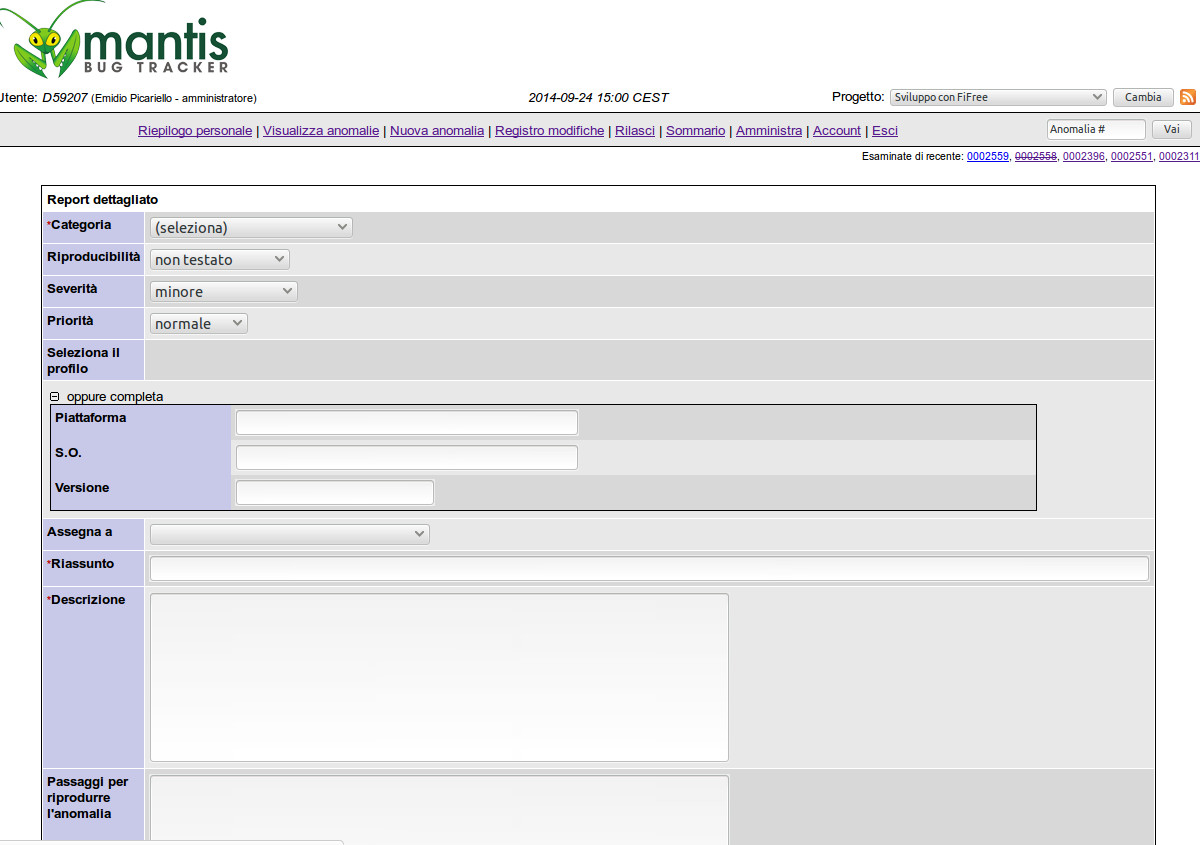 mantis
BUG TRACKER
Utente: D59207 (Emidio Picariello - amministratore) 2014-09-24 15:00 CEST Progetto: Sviluppo con FiFree Cambia
Riepilogo personale | Visualizza anomalie | Nuova anomalia | Registro modifiche | Rilasci | Sommario | Amministra | Account | Esci Anomalia # Vai
Esaminate di recente: 0002559, 0002558, 0002396, 0002551, 0002311
Report dettagliato
*Categoria (seleziona)
Riproducibilità non testato
Severità minore
Priorità normale
Seleziona il
profilo
oppure completa
Piattaforma
S.O.
Versione
Assegna a
*Riassunto
*Descrizione
Passaggi per
riprodurre
l'anomalia